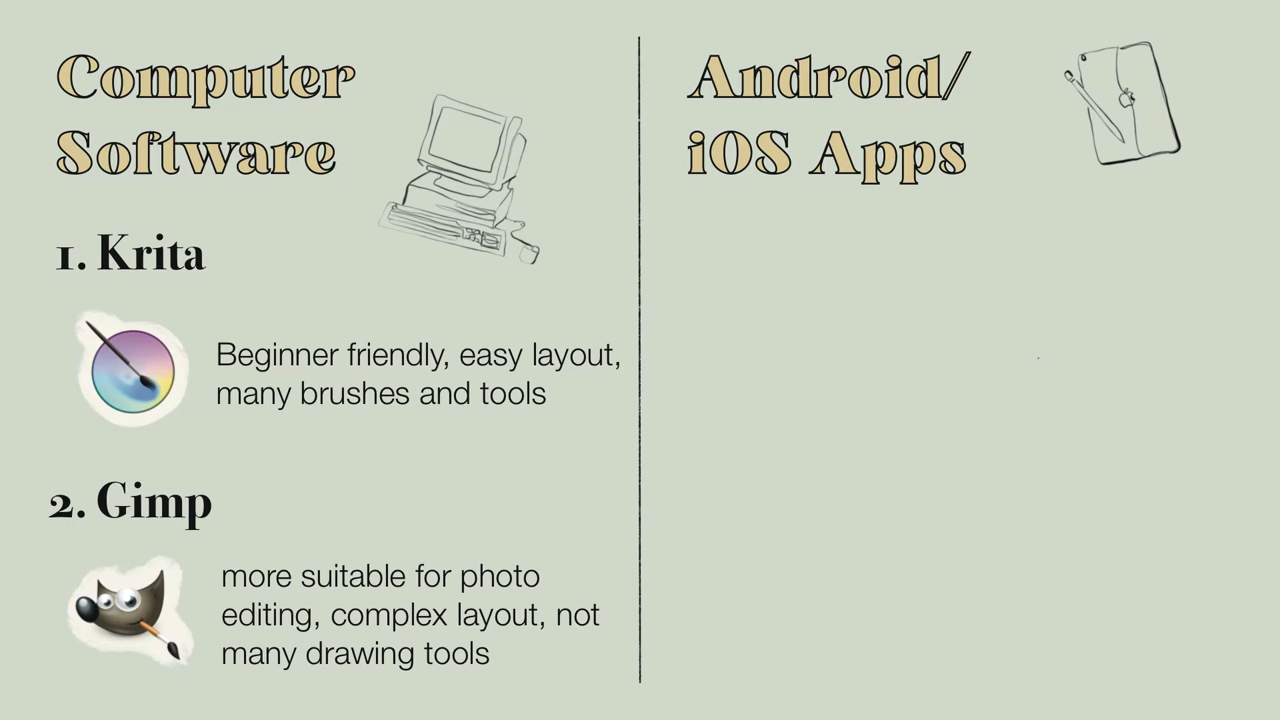 Computer
Software
1. Krita
Beginner friendly, easy layout,
many brushes and tools
2. Gimp
more suitable for photo
editing, complex layout, not
many drawing tools
Android/
iOS Apps